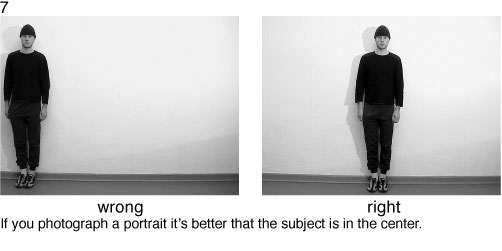 7
wrong right
If you photograph a portrait it's better that the subject is in the center.